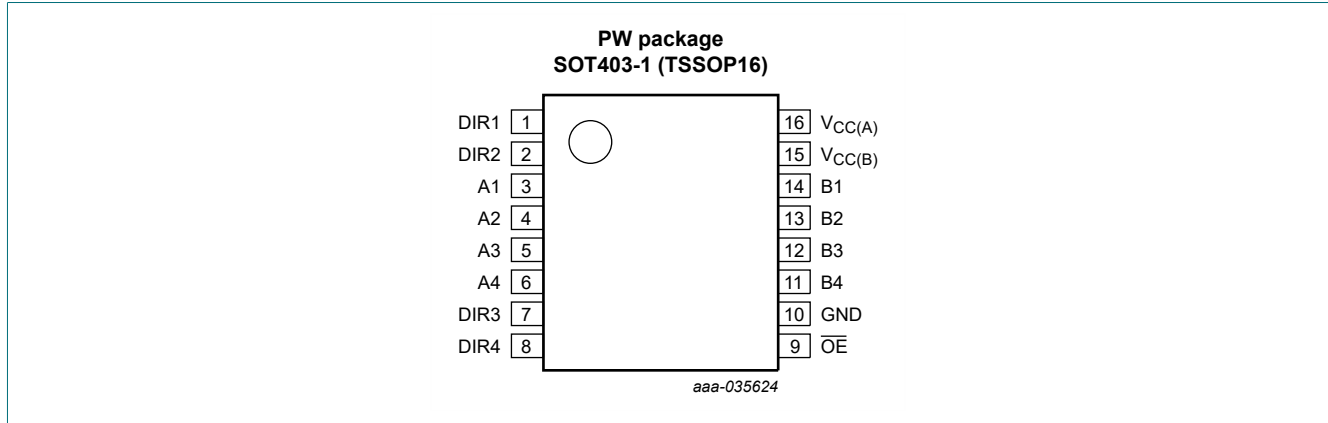 PW package
SOT403-1 (TSSOP16)
DIR1 1 16 VCC(A)
DIR2 2 15 VCC(B)
A1 3 14 B1
A2 4 13 B2
A3 5 12 B3
A4 6 11 B4
DIR3 7 10 GND
DIR4 8 9 O̅E̅
aaa-035624